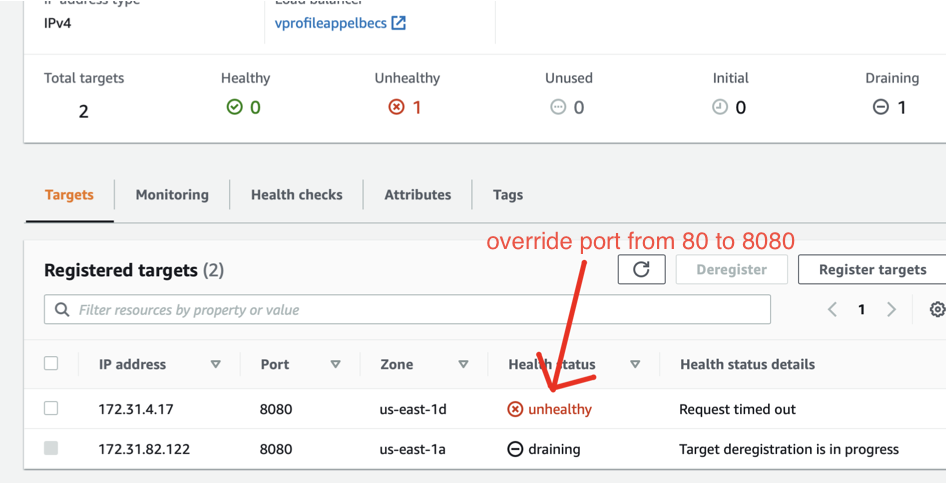 IP address type
Load balancer
IPv4
vprofileappelbecs
Total targets
Healthy
Unhealthy
Unused
Initial
Draining
2
0
1
0
0
1
Targets
Monitoring
Health checks
Attributes
Tags
override port from 80 to 8080
Registered targets (2)
Deregister
Register targets
Filter resources by property or value
1
IP address
Port
Zone
Health status
Health status details
172.31.4.17
8080
us-east-1d
unhealthy
Request timed out
172.31.82.122
8080
us-east-1a
draining
Target deregistration is in progress